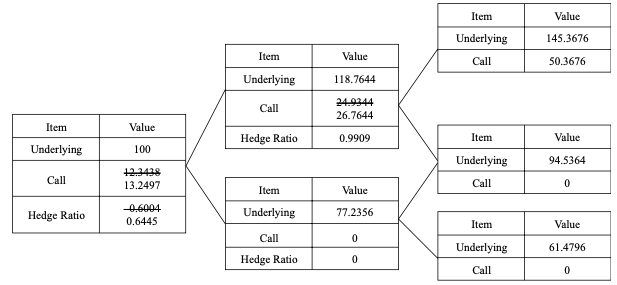 Item Value
Underlying 100
Call 12.3438
13.2497
Hedge Ratio 0.6004
0.6445
Item Value
Underlying 118.7644
Call 24.9344
26.7644
Hedge Ratio 0.9909
Item Value
Underlying 77.2356
Call 0
Hedge Ratio 0
Item Value
Underlying 145.3676
Call 50.3676
Item Value
Underlying 94.5364
Call 0
Item Value
Underlying 61.4796
Call 0